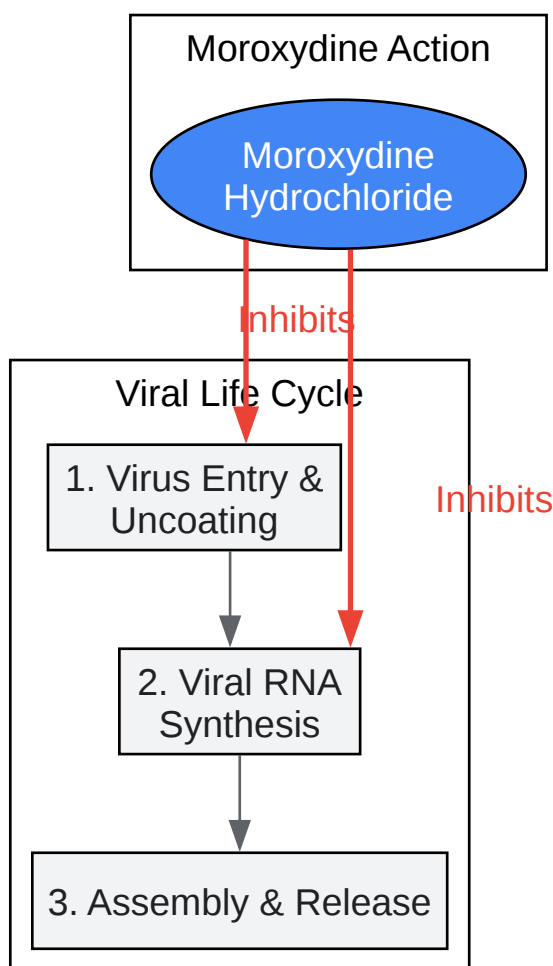 Moroxydine Action
Moroxydine
Hydrochloride
Inhibits
Viral Life Cycle
1. Virus Entry &
Uncoating
Inhibits
2. Viral RNA
Synthesis
3. Assembly & Release